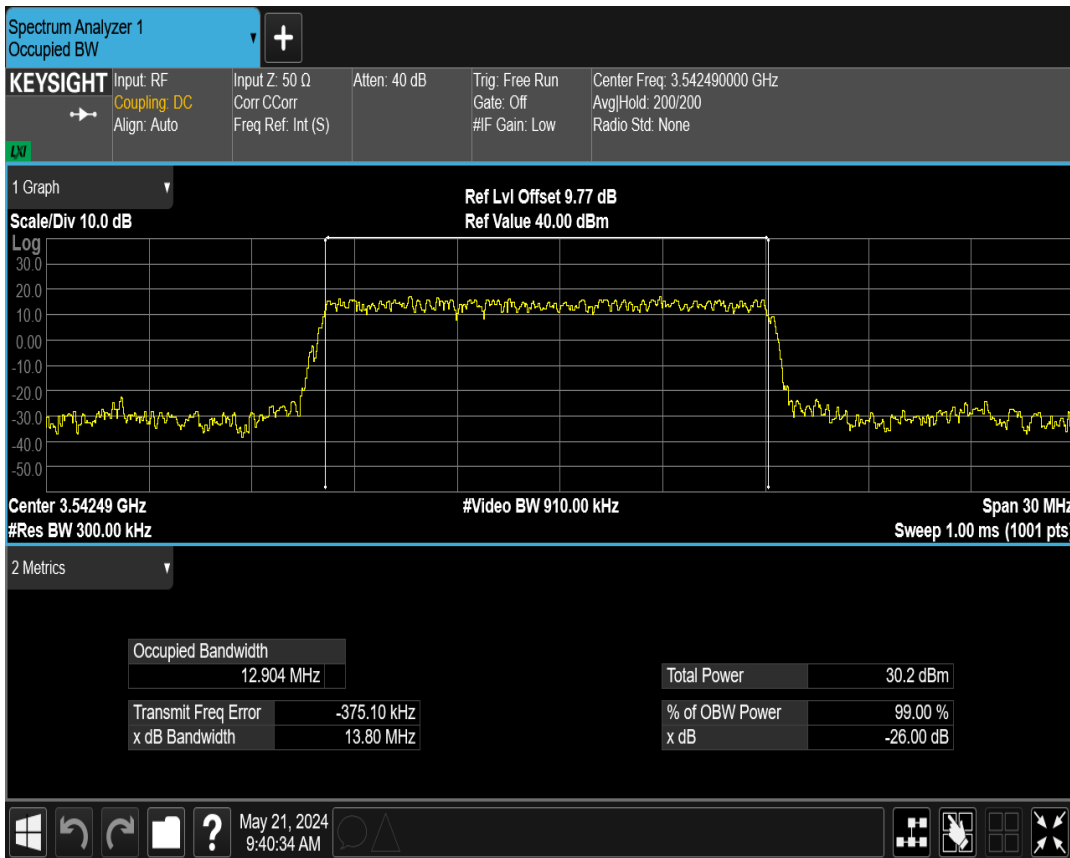 Spectrum Analyzer 1
Occupied BW
+
KEYSIGHT
LXI
Input: RF
Coupling: DC
Align: Auto
Input Z: 50 Ω
Corr CCorr
Freq Ref: Int (S)
Atten: 40 dB
Trig: Free Run
Gate: Off
#IF Gain: Low
Center Freq: 3.542490000 GHz
Avg|Hold: 200/200
Radio Std: None
1 Graph
Scale/Div 10.0 dB
Ref Lvl Offset 9.77 dB
Ref Value 40.00 dBm
Log
30.0
20.0
10.0
0.00
-10.0
-20.0
-30.0
-40.0
-50.0
Center 3.54249 GHz
#Video BW 910.00 kHz
Span 30 MHz
#Res BW 300.00 kHz
Sweep 1.00 ms (1001 pts)
2 Metrics
Occupied Bandwidth
12.904 MHz
Total Power 30.2 dBm
Transmit Freq Error -375.10 kHz
% of OBW Power 99.00 %
x dB Bandwidth 13.80 MHz
x dB -26.00 dB
?
May 21, 2024
9:40:34 AM